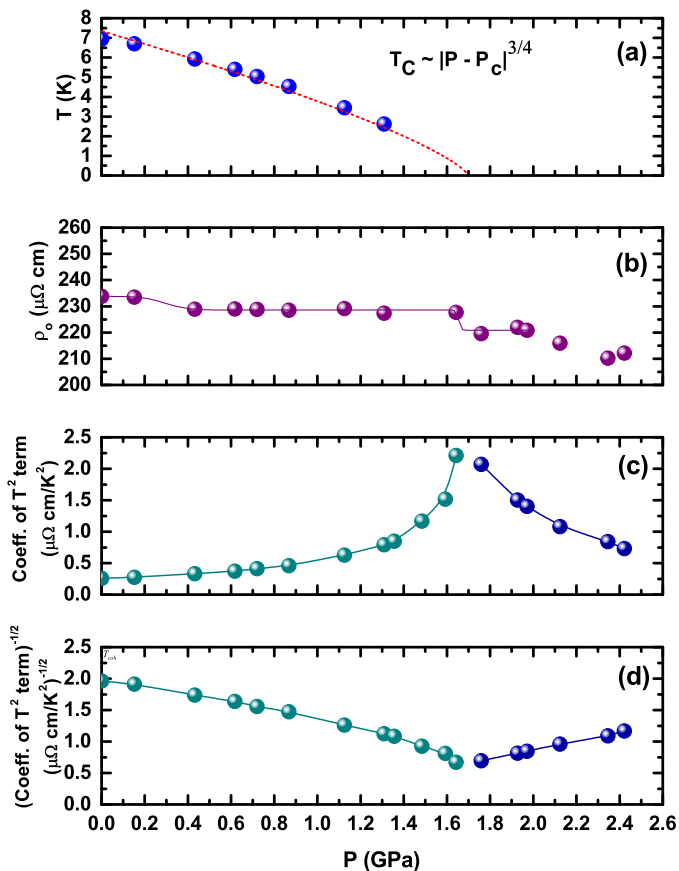 (a)
T_C ~ |P - P_c|^{3/4}
T (K)
8
7
6
5
4
3
2
1
0
(b)
ρ_o (μΩ cm)
260
250
240
230
220
210
200
(c)
Coeff. of T^2 term
(μΩ cm/K^2)
2.5
2.0
1.5
1.0
0.5
0.0
(d)
T_coh
(Coeff. of T^2 term)^{-1/2}
(μΩ cm/K^2)^{-1/2}
2.5
2.0
1.5
1.0
0.5
0.0
0.0 0.2 0.4 0.6 0.8 1.0 1.2 1.4 1.6 1.8 2.0 2.2 2.4 2.6
P (GPa)